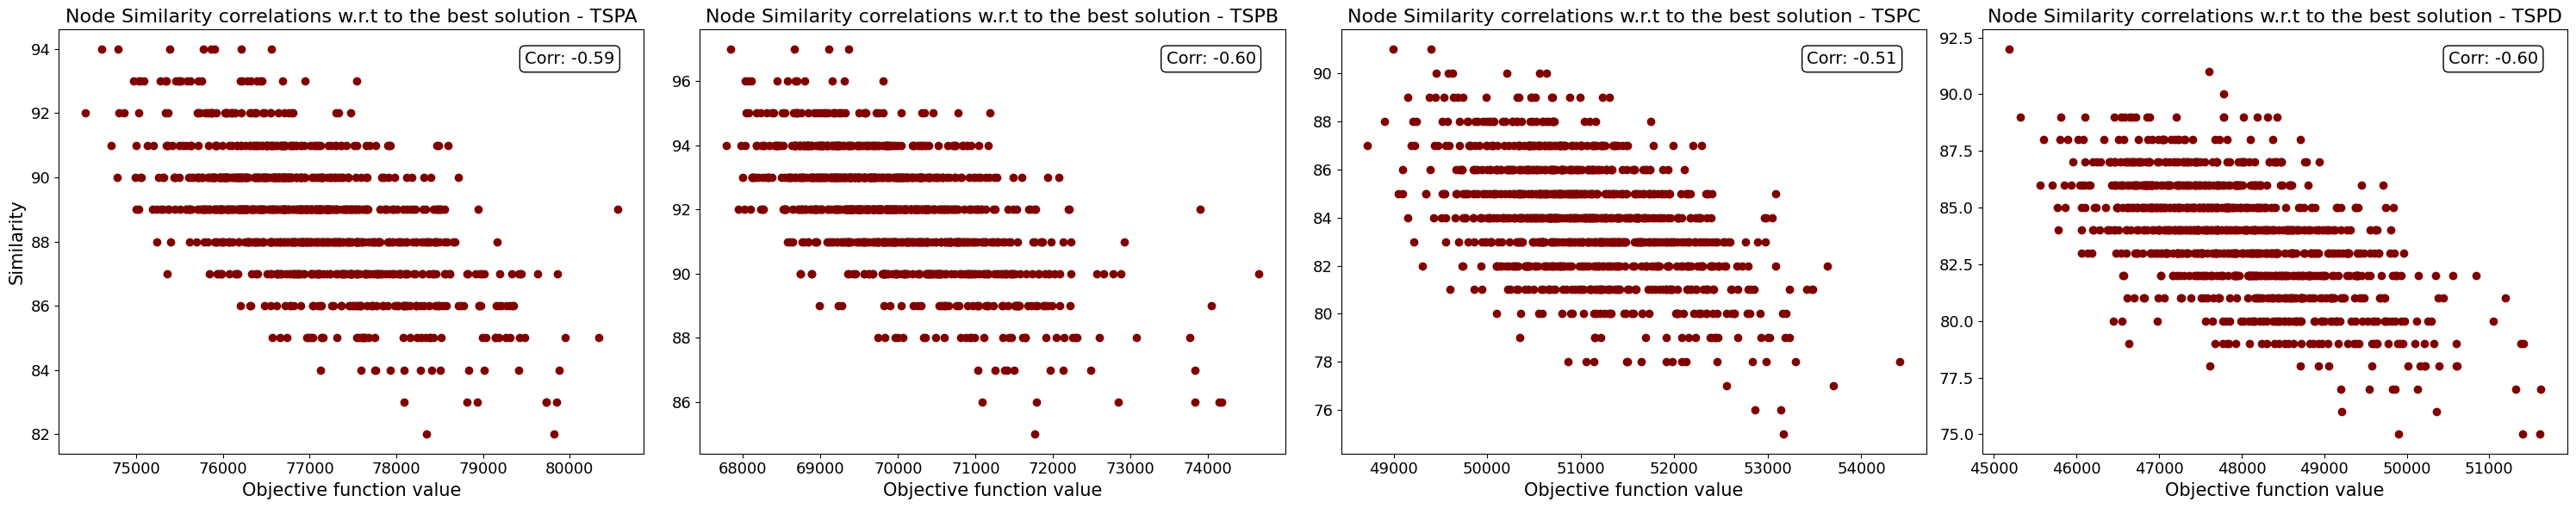 Node Similarity correlations w.r.t to the best solution - TSPA
Corr: -0.59
Similarity
94
92
90
88
86
84
82
75000 76000 77000 78000 79000 80000
Objective function value
Node Similarity correlations w.r.t to the best solution - TSPB
Corr: -0.60
96
94
92
90
88
86
68000 69000 70000 71000 72000 73000 74000
Objective function value
Node Similarity correlations w.r.t to the best solution - TSPC
Corr: -0.51
90
88
86
84
82
80
78
76
49000 50000 51000 52000 53000 54000
Objective function value
Node Similarity correlations w.r.t to the best solution - TSPD
Corr: -0.60
92.5
90.0
87.5
85.0
82.5
80.0
77.5
75.0
45000 46000 47000 48000 49000 50000 51000
Objective function value